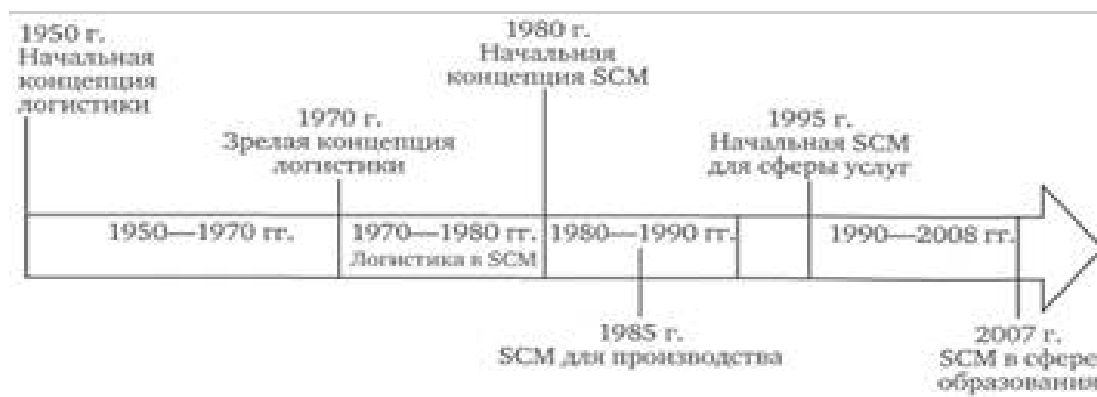 1950 г.
Начальная
концепция
логистики
1970 г.
Зрелая концепция
логистики
1980 г.
Начальная
концепция SCM
1995 г.
Начальная SCM
для сферы услуг
1950—1970 гг.
1970—1980 гг.
Логистика в SCM
1980—1990 гг.
1990—2008 гг.
1985 г.
SCM для производства
2007 г.
SCM в сфере
образования